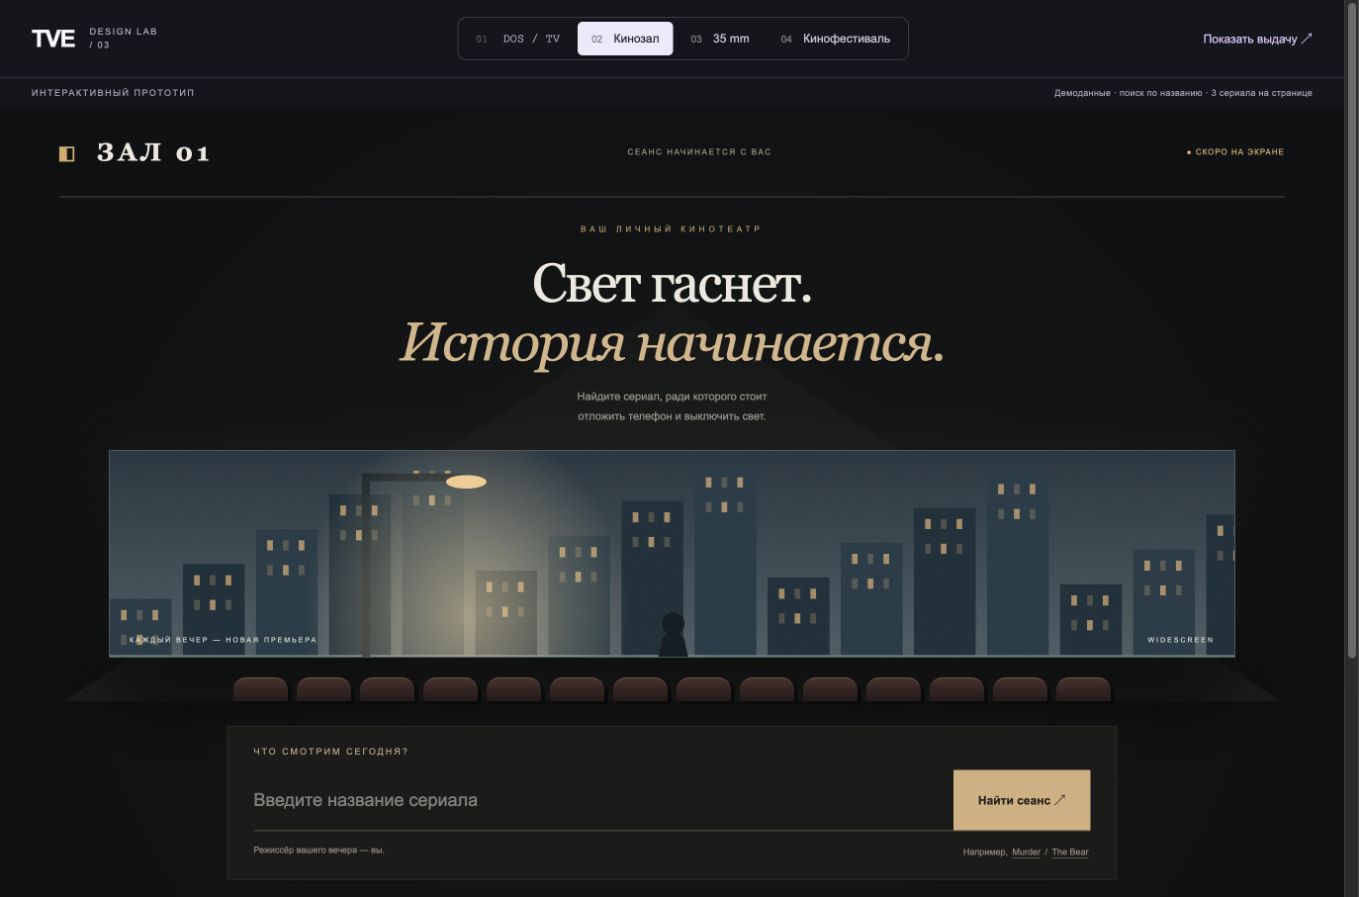 TVE
DESIGN LAB
/ 03
01 DOS / TV
02 Кинозал
03 35 mm
04 Кинофестиваль
Показать выдачу ↗
ИНТЕРАКТИВНЫЙ ПРОТОТИП
Демоданные · поиск по названию · 3 сериала на странице
ЗАЛ 01
СЕАНС НАЧИНАЕТСЯ С ВАС
● СКОРО НА ЭКРАНЕ
ВАШ ЛИЧНЫЙ КИНОТЕАТР
Свет гаснет.
История начинается.
Найдите сериал, ради которого стоит
отложить телефон и выключить свет.
КАЖДЫЙ ВЕЧЕР — НОВАЯ ПРЕМЬЕРА
WIDESCREEN
ЧТО СМОТРИМ СЕГОДНЯ?
Введите название сериала
Найти сеанс ↗
Режиссёр вашего вечера — вы.
Например, Murder / The Bear